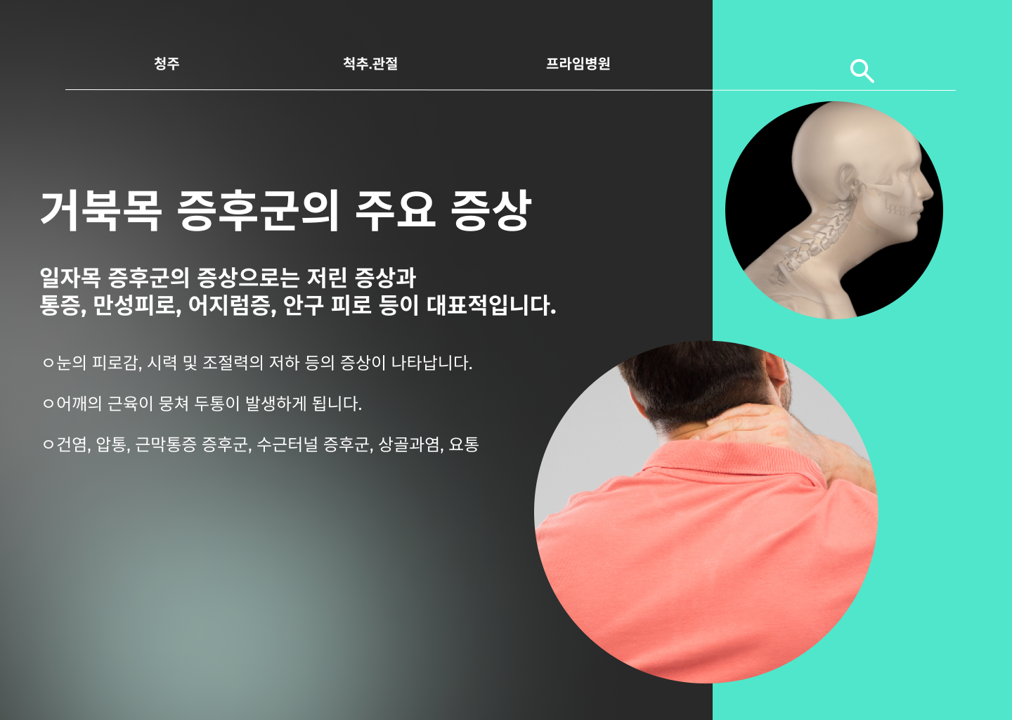 청주 척추.관절 프라임병원
거북목 증후군의 주요 증상
일자목 증후군의 증상으로는 저린 증상과
통증, 만성피로, 어지럼증, 안구 피로 등이 대표적입니다.
ㅇ눈의 피로감, 시력 및 조절력의 저하 등의 증상이 나타납니다.
ㅇ어깨의 근육이 뭉쳐 두통이 발생하게 됩니다.
ㅇ건염, 압통, 근막통증 증후군, 수근터널 증후군, 상골과염, 요통